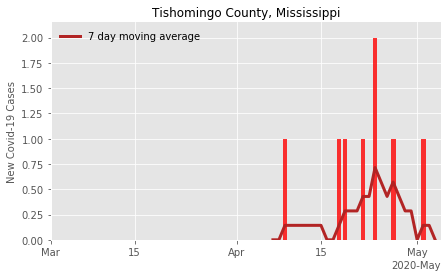 Tishomingo County, Mississippi
7 day moving average
New Covid-19 Cases
2.00
1.75
1.50
1.25
1.00
0.75
0.50
0.25
0.00
Mar
15
Apr
15
May
2020-May